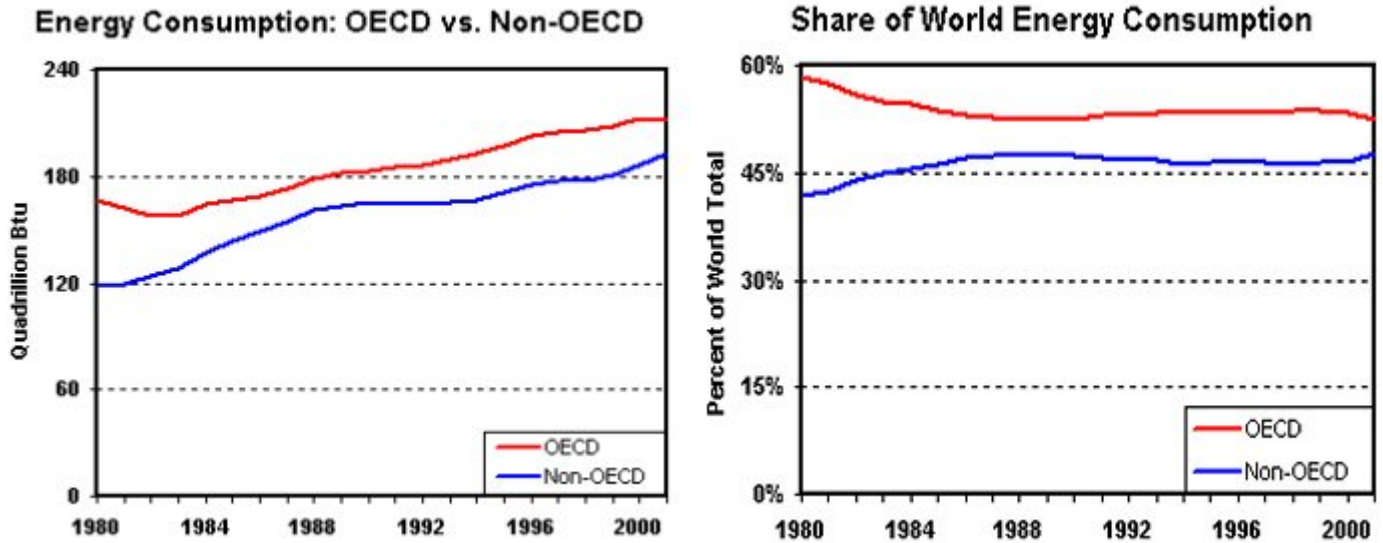 Energy Consumption: OECD vs. Non-OECD
240
180
120
60
0
Quadrillion Btu
OECD
Non-OECD
1980 1984 1988 1992 1996 2000
Share of World Energy Consumption
60%
45%
30%
15%
0%
Percent of World Total
OECD
Non-OECD
1980 1984 1988 1992 1996 2000